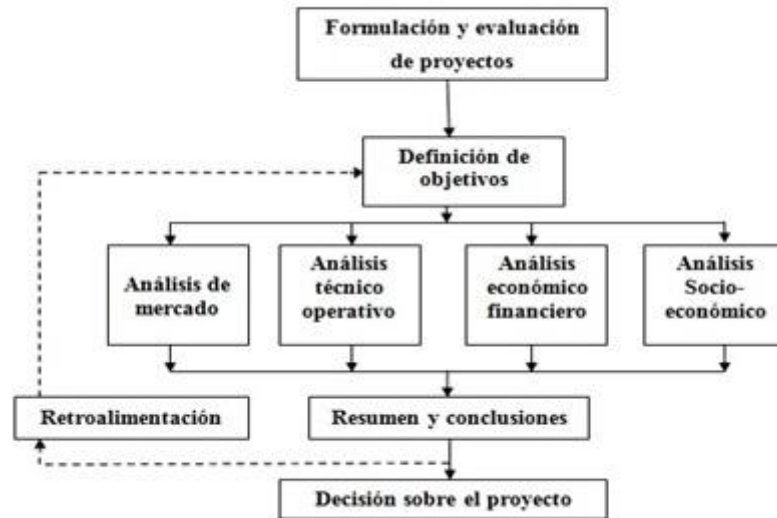 Formulación y evaluación
de proyectos
Definición de
objetivos
Análisis de
mercado
Análisis
técnico
operativo
Análisis
económico
financiero
Análisis
Socio-
económico
Retroalimentación
Resumen y conclusiones
Decisión sobre el proyecto